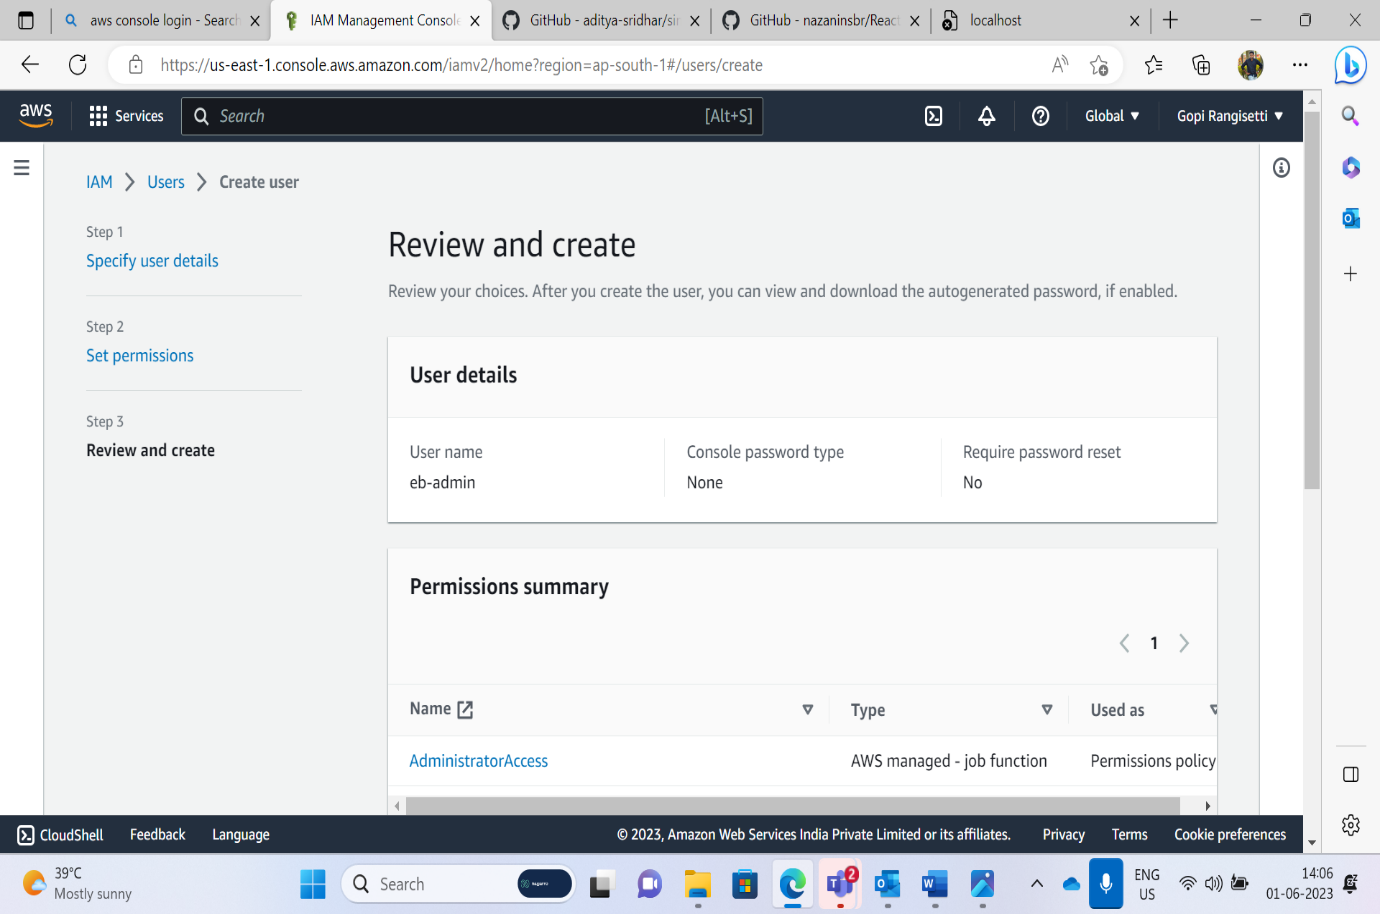 aws console login - Search
IAM Management Console
GitHub - aditya-sridhar/sim
GitHub - nazaninsbr/React
localhost
https://us-east-1.console.aws.amazon.com/iamv2/home?region=ap-south-1#/users/create
aws
Services
Search
[Alt+S]
Global
Gopi Rangisetti
IAM
Users
Create user
Step 1
Specify user details
Step 2
Set permissions
Step 3
Review and create
Review and create
Review your choices. After you create the user, you can view and download the autogenerated password, if enabled.
User details
User name
eb-admin
Console password type
None
Require password reset
No
Permissions summary
1
Name
Type
Used as
AdministratorAccess
AWS managed - job function
Permissions policy
CloudShell
Feedback
Language
© 2023, Amazon Web Services India Private Limited or its affiliates.
Privacy
Terms
Cookie preferences
39°C
Mostly sunny
Search
2
ENG
US
14:06
01-06-2023